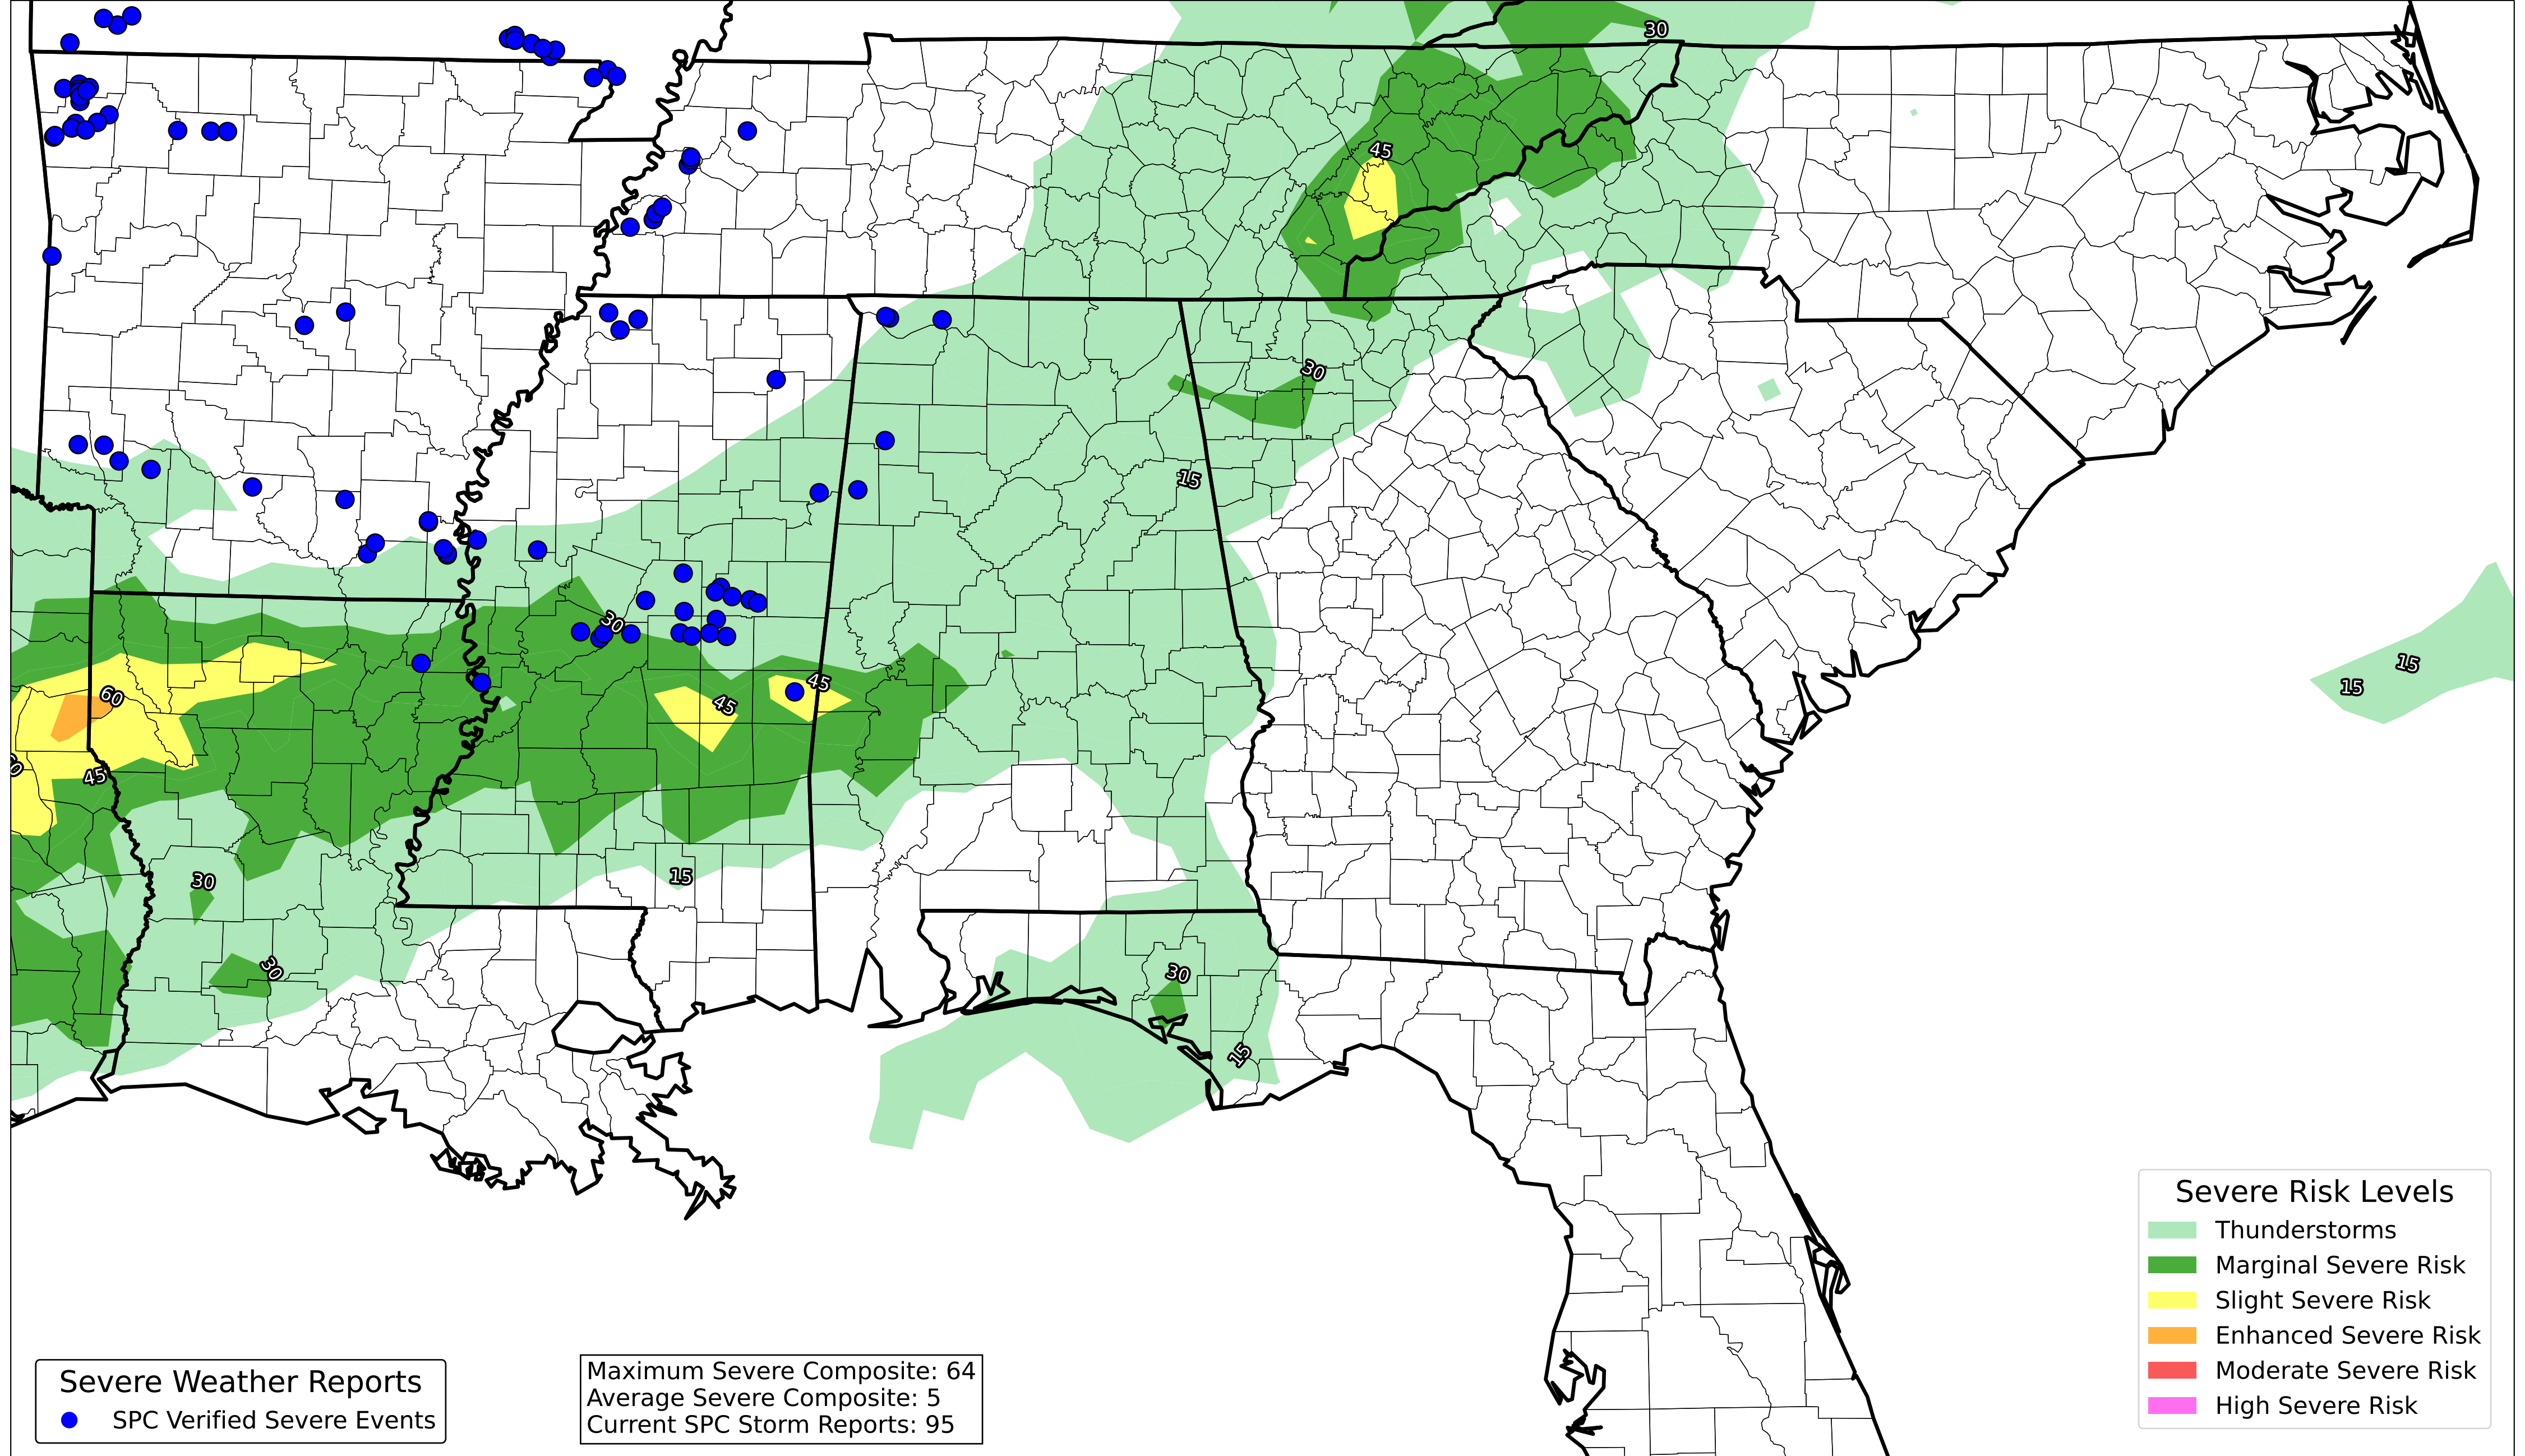 30
45
30
15
30
15
15
60
45
45
45
30
15
30
30
15
Severe Risk Levels
Thunderstorms
Marginal Severe Risk
Slight Severe Risk
Enhanced Severe Risk
Moderate Severe Risk
High Severe Risk
Severe Weather Reports
SPC Verified Severe Events
Maximum Severe Composite: 64
Average Severe Composite: 5
Current SPC Storm Reports: 95